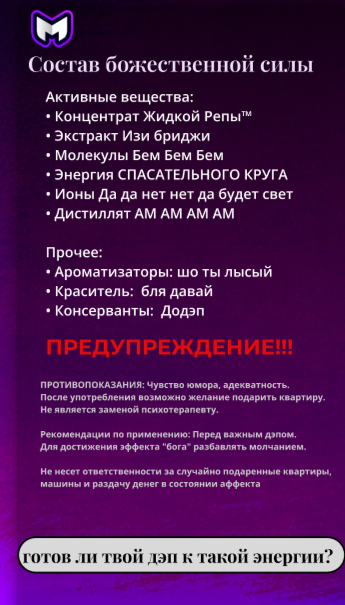 M
Состав божественной силы
Активные вещества:
• Концентрат Жидкой Репы™
• Экстракт Изи бриджи
• Молекулы Бем Бем Бем
• Энергия СПАСАТЕЛЬНОГО КРУГА
• Ионы Да да нет нет да будет свет
• Дистиллят АМ АМ АМ АМ
Прочее:
• Ароматизаторы: шо ты лысый
• Краситель: бля давай
• Консерванты: Додэп
ПРЕДУПРЕЖДЕНИЕ!!!
ПРОТИВОПОКАЗАНИЯ: Чувство юмора, адекватность.
После употребления возможно желание подарить квартиру.
Не является заменой психотерапевту.
Рекомендации по применению: Перед важным дэпом.
Для достижения эффекта "бога" разбавлять молчанием.
Не несет ответственности за случайно подаренные квартиры,
машины и раздачу денег в состоянии аффекта
готов ли твой дэп к такой энергии?